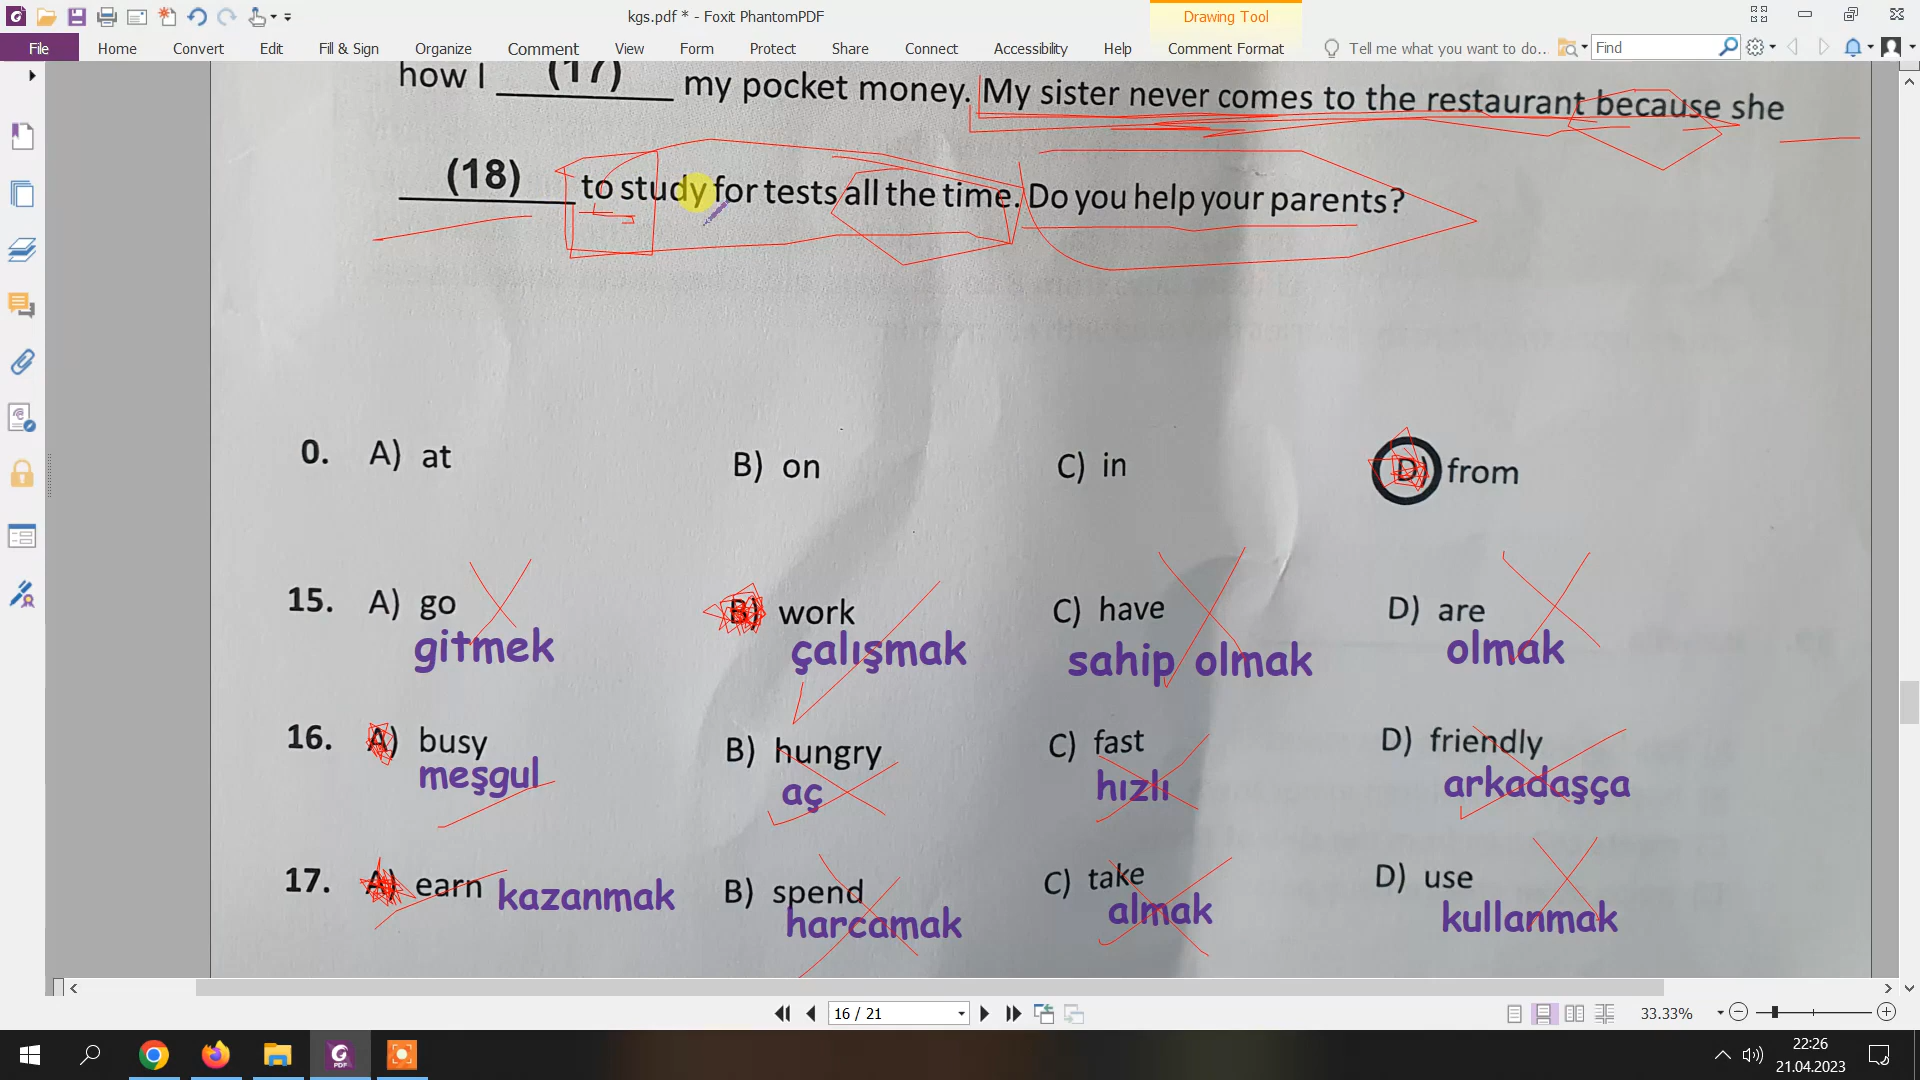 kgs.pdf * - Foxit PhantomPDF
Drawing Tool
File Home Convert Edit Fill & Sign Organize Comment View Form Protect Share Connect Accessibility Help Comment Format Tell me what you want to do... Find
how I (17) my pocket money. My sister never comes to the restaurant because she
(18) to study for tests all the time. Do you help your parents?
0. A) at B) on C) in D) from
15. A) go B) work C) have D) are
gitmek çalışmak sahip olmak olmak
16. A) busy B) hungry C) fast D) friendly
meşgul aç hızlı arkadaşça
17. A) earn kazanmak B) spend C) take D) use
harcamak almak kullanmak
16 / 21
33.33%
PDF
22:26
21.04.2023